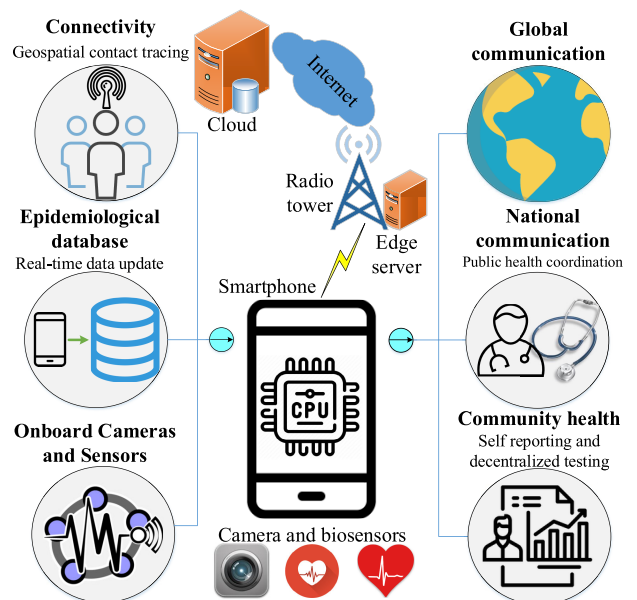 Connectivity
Geospatial contact tracing
Cloud
Internet
Radio
tower
Edge
server
Global
communication
Epidemiological
database
Real-time data update
Smartphone
National
communication
Public health coordination
CPU
Onboard Cameras
and Sensors
Community health
Self reporting and
decentralized testing
Camera and biosensors